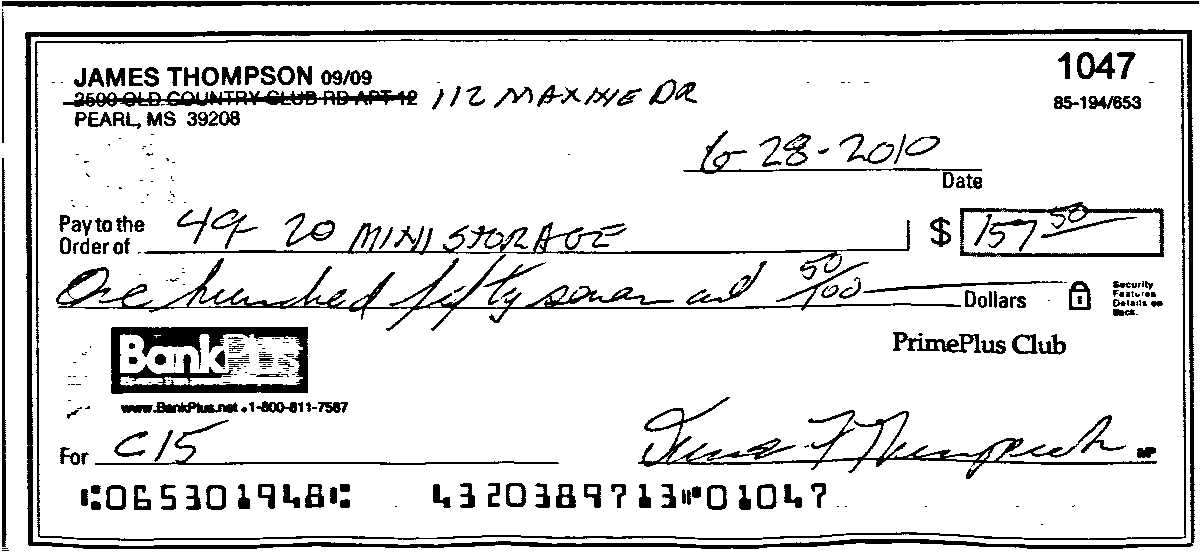 JAMES THOMPSON 09/09
1047
2590 OLD COUNTRY CLUB RD APT 12 112 MAXINE DR
85-194/653
PEARL, MS 39208
6-28-2010
Date
Pay to the Order of 49-20 MINI STORAGE $ 157 50
One hundred fifty seven and 50/100 Dollars
Security Features Details on Back.
BankPlus
PrimePlus Club
www.BankPlus.net • 1-800-811-7587
For C15
MP
⑆065301948⑆ 4320389713⑈01047